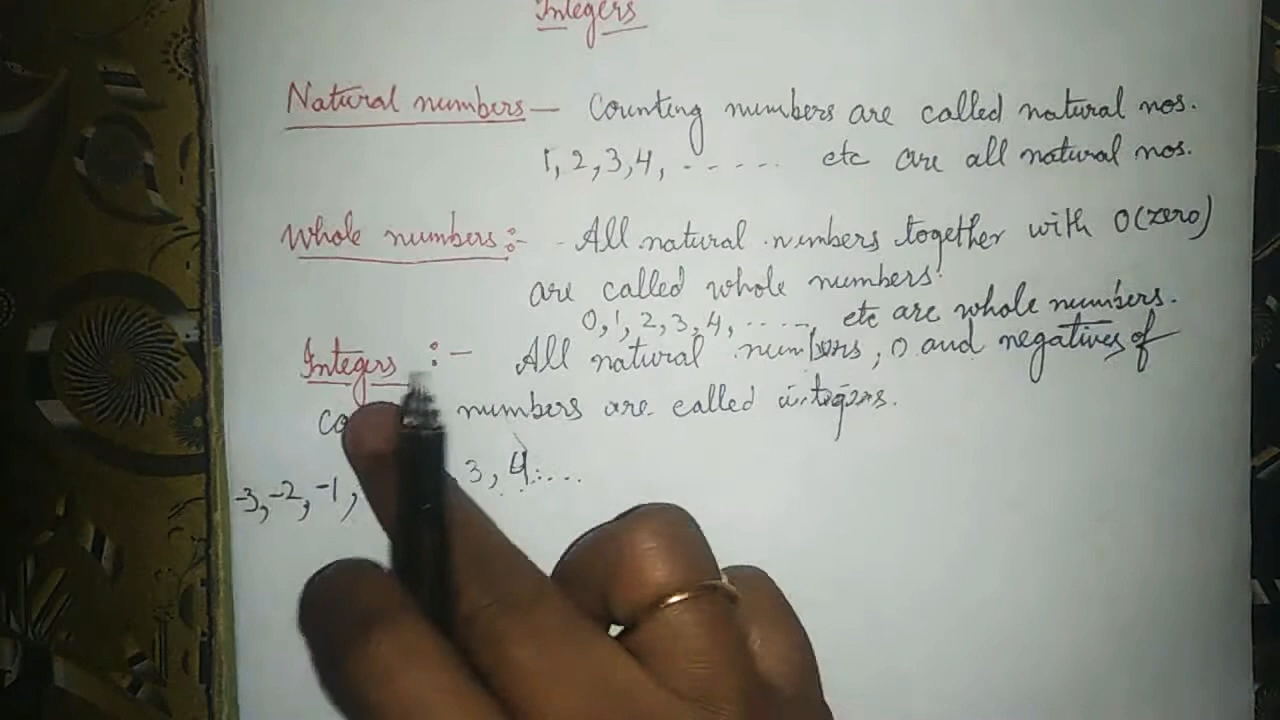 Integers
Natural numbers — Counting numbers are called natural nos.
1, 2, 3, 4, ...... etc are all natural nos.
Whole numbers :- All natural numbers together with 0 (zero)
are called whole numbers.
0, 1, 2, 3, 4, ....., etc are whole numbers.
Integers :- All natural numbers, 0 and negatives of
numbers are called integers.
-3, -2, -1, 3, 4....